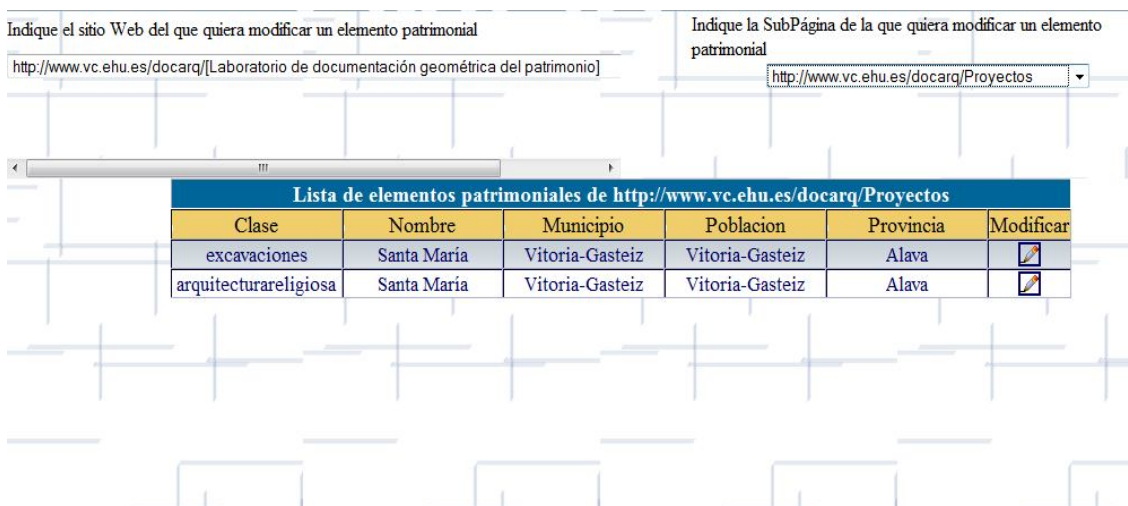 Indique el sitio Web del que quiera modificar un elemento patrimonial
http://www.vc.ehu.es/docarq/[Laboratorio de documentación geométrica del patrimonio]
Indique la SubPágina de la que quiera modificar un elemento
patrimonial
http://www.vc.ehu.es/docarq/Proyectos
Lista de elementos patrimoniales de http://www.vc.ehu.es/docarq/Proyectos
Clase Nombre Municipio Poblacion Provincia Modificar
excavaciones Santa María Vitoria-Gasteiz Vitoria-Gasteiz Alava
arquitecturareligiosa Santa María Vitoria-Gasteiz Vitoria-Gasteiz Alava